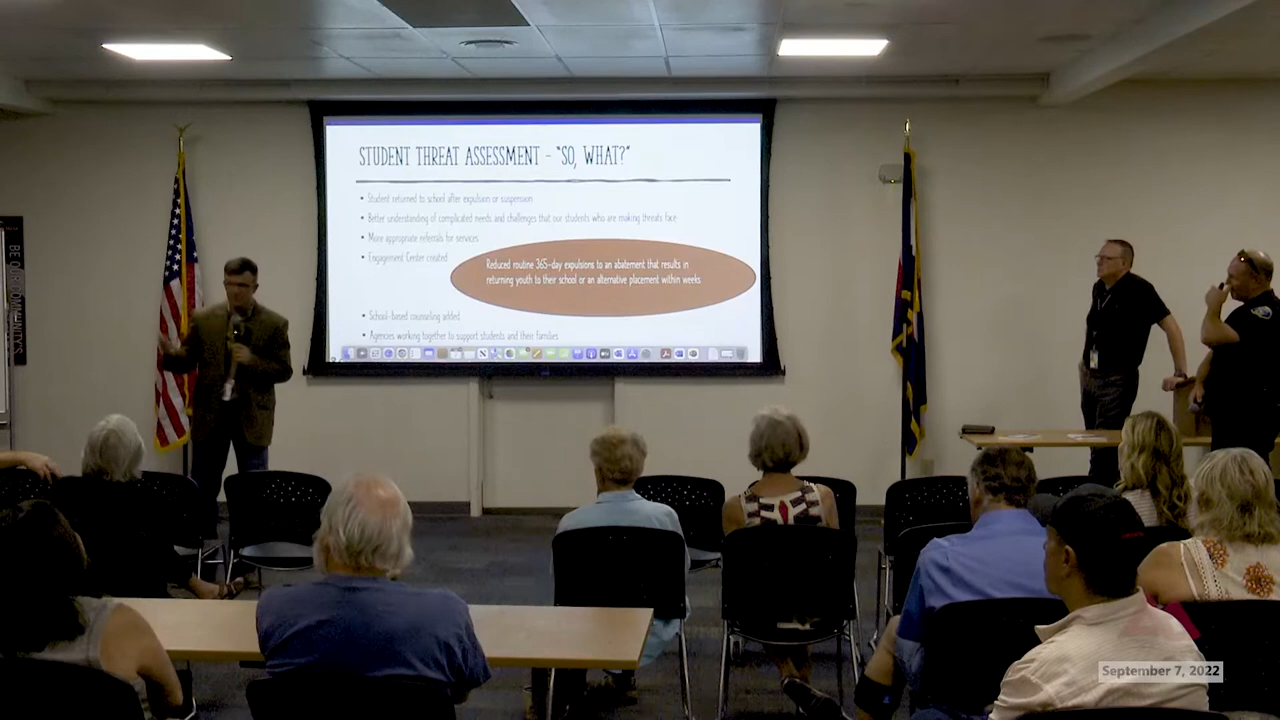 STUDENT THREAT ASSESSMENT - "SO, WHAT?"
• Student returned to school after expulsion or suspension
• Better understanding of complicated needs and challenges that our students who are making threats face
• More appropriate referrals for services
• Engagement Center created
Reduced routine 365-day expulsions to an abatement that results in
returning youth to their school or an alternative placement within weeks
• School-based counseling added
• Agencies working together to support students and their families
BE OUR COMMUNITY'S
September 7, 2022